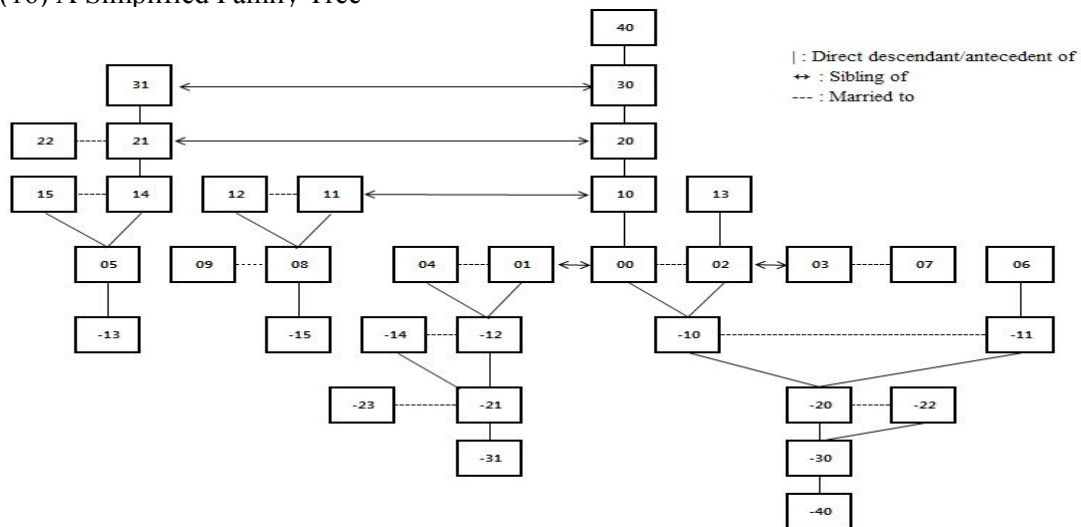 A Simplified Family Tree
40
| : Direct descendant/antecedent of
↔ : Sibling of
--- : Married to
31 30
22 21 20
15 14 12 11 10 13
05 09 08 04 01 00 02 03 07 06
-13 -15 -14 -12 -10 -11
-23 -21 -20 -22
-31 -30
-40